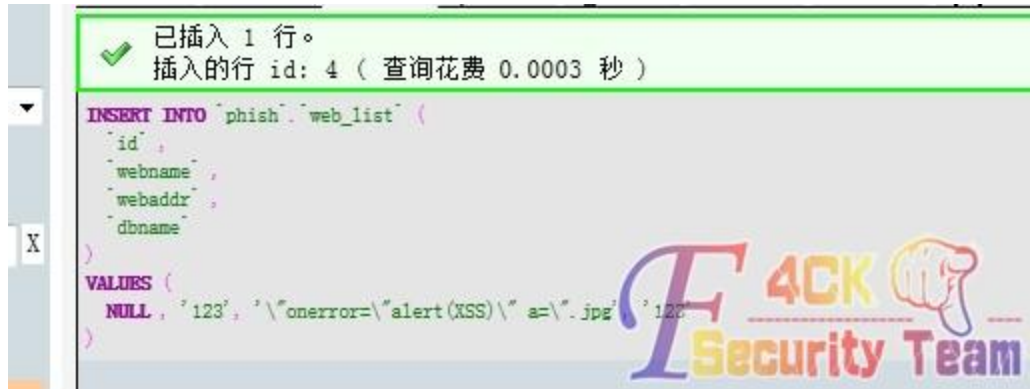 已插入 1 行。
插入的行 id: 4 ( 查询花费 0.0003 秒 )
INSERT INTO `phish`.`web_list` (
`id` ,
`webname` ,
`webaddr` ,
`dbname`
)
VALUES (
NULL , '123', '\"onerror=\"alert(XSS)\" a=\".jpg', '123'
)
X
F4CK
Security Team